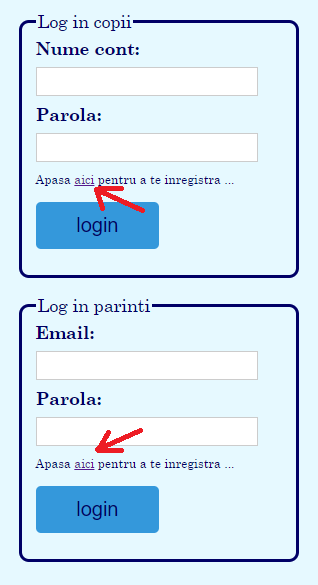 Log in copii
Nume cont:
Parola:
Apasa aici pentru a te inregistra ...
login
Log in parinti
Email:
Parola:
Apasa aici pentru a te inregistra ...
login